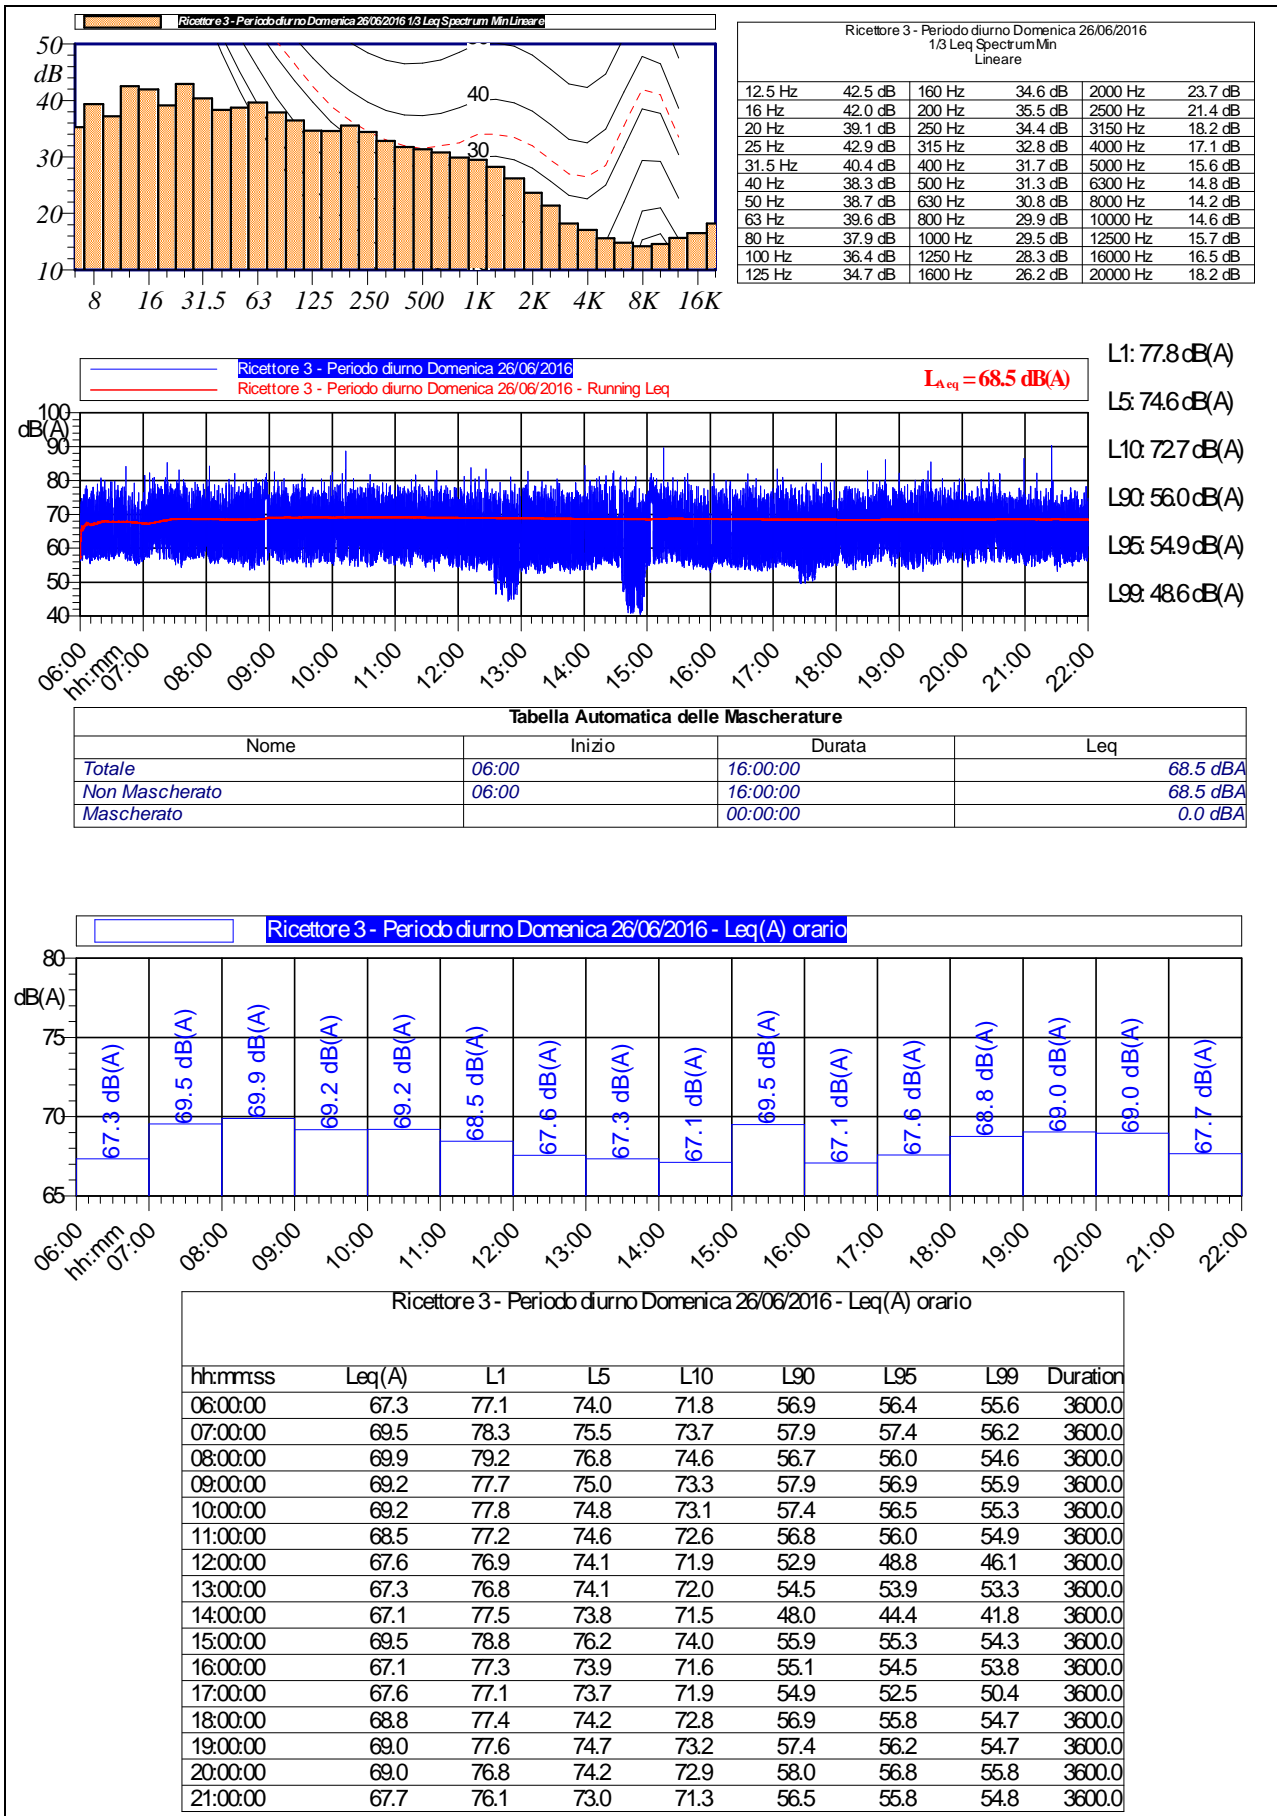 Ricettore 3 - Periodo diurno Domenica 26/06/2016 1/3 Leq Spectrum Min Lineare
50
dB
40
30
20
10
40
30
8 16 31.5 63 125 250 500 1K 2K 4K 8K 16K
Ricettore 3 - Periodo diurno Domenica 26/06/2016
1/3 Leq Spectrum Min
Lineare
12.5 Hz 42.5 dB 160 Hz 34.6 dB 2000 Hz 23.7 dB
16 Hz 42.0 dB 200 Hz 35.5 dB 2500 Hz 21.4 dB
20 Hz 39.1 dB 250 Hz 34.4 dB 3150 Hz 18.2 dB
25 Hz 42.9 dB 315 Hz 32.8 dB 4000 Hz 17.1 dB
31.5 Hz 40.4 dB 400 Hz 31.7 dB 5000 Hz 15.6 dB
40 Hz 38.3 dB 500 Hz 31.3 dB 6300 Hz 14.8 dB
50 Hz 38.7 dB 630 Hz 30.8 dB 8000 Hz 14.2 dB
63 Hz 39.6 dB 800 Hz 29.9 dB 10000 Hz 14.6 dB
80 Hz 37.9 dB 1000 Hz 29.5 dB 12500 Hz 15.7 dB
100 Hz 36.4 dB 1250 Hz 28.3 dB 16000 Hz 16.5 dB
125 Hz 34.7 dB 1600 Hz 26.2 dB 20000 Hz 18.2 dB
Ricettore 3 - Periodo diurno Domenica 26/06/2016
Ricettore 3 - Periodo diurno Domenica 26/06/2016 - Running Leq
LAeq = 68.5 dB(A)
100
dB(A)
90
80
70
60
50
40
06:00 hh:mm 07:00 08:00 09:00 10:00 11:00 12:00 13:00 14:00 15:00 16:00 17:00 18:00 19:00 20:00 21:00 22:00
L1: 77.8 dB(A)
L5: 74.6 dB(A)
L10: 72.7 dB(A)
L90: 56.0 dB(A)
L95: 54.9 dB(A)
L99: 48.6 dB(A)
Tabella Automatica delle Mascherature
Nome Inizio Durata Leq
Totale 06:00 16:00:00 68.5 dBA
Non Mascherato 06:00 16:00:00 68.5 dBA
Mascherato 00:00:00 0.0 dBA
Ricettore 3 - Periodo diurno Domenica 26/06/2016 - Leq(A) orario
80
dB(A)
75
70
65
67.3 dB(A) 69.5 dB(A) 69.9 dB(A) 69.2 dB(A) 69.2 dB(A) 68.5 dB(A) 67.6 dB(A) 67.3 dB(A) 67.1 dB(A) 69.5 dB(A) 67.1 dB(A) 67.6 dB(A) 68.8 dB(A) 69.0 dB(A) 69.0 dB(A) 67.7 dB(A)
06:00 hh:mm 07:00 08:00 09:00 10:00 11:00 12:00 13:00 14:00 15:00 16:00 17:00 18:00 19:00 20:00 21:00 22:00
Ricettore 3 - Periodo diurno Domenica 26/06/2016 - Leq(A) orario
hh:mm:ss Leq(A) L1 L5 L10 L90 L95 L99 Duration
06:00:00 67.3 77.1 74.0 71.8 56.9 56.4 55.6 3600.0
07:00:00 69.5 78.3 75.5 73.7 57.9 57.4 56.2 3600.0
08:00:00 69.9 79.2 76.8 74.6 56.7 56.0 54.6 3600.0
09:00:00 69.2 77.7 75.0 73.3 57.9 56.9 55.9 3600.0
10:00:00 69.2 77.8 74.8 73.1 57.4 56.5 55.3 3600.0
11:00:00 68.5 77.2 74.6 72.6 56.8 56.0 54.9 3600.0
12:00:00 67.6 76.9 74.1 71.9 52.9 48.8 46.1 3600.0
13:00:00 67.3 76.8 74.1 72.0 54.5 53.9 53.3 3600.0
14:00:00 67.1 77.5 73.8 71.5 48.0 44.4 41.8 3600.0
15:00:00 69.5 78.8 76.2 74.0 55.9 55.3 54.3 3600.0
16:00:00 67.1 77.3 73.9 71.6 55.1 54.5 53.8 3600.0
17:00:00 67.6 77.1 73.7 71.9 54.9 52.5 50.4 3600.0
18:00:00 68.8 77.4 74.2 72.8 56.9 55.8 54.7 3600.0
19:00:00 69.0 77.6 74.7 73.2 57.4 56.2 54.7 3600.0
20:00:00 69.0 76.8 74.2 72.9 58.0 56.8 55.8 3600.0
21:00:00 67.7 76.1 73.0 71.3 56.5 55.8 54.8 3600.0